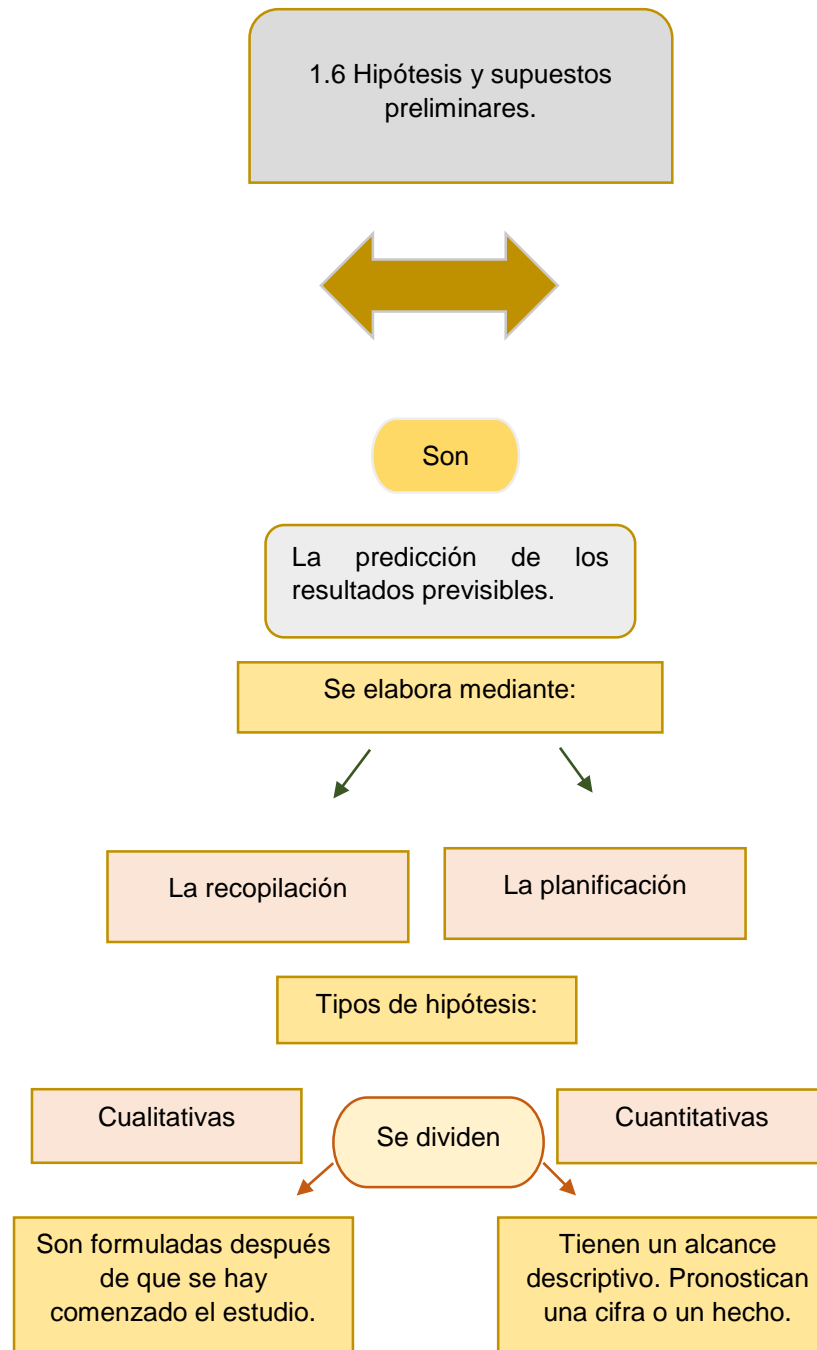 1.6 Hipótesis y supuestos
preliminares.
Son
La predicción de los
resultados previsibles.
Se elabora mediante:
La recopilación
La planificación
Tipos de hipótesis:
Cualitativas
Se dividen
Cuantitativas
Son formuladas después
de que se hay
comenzado el estudio.
Tienen un alcance
descriptivo. Pronostican
una cifra o un hecho.